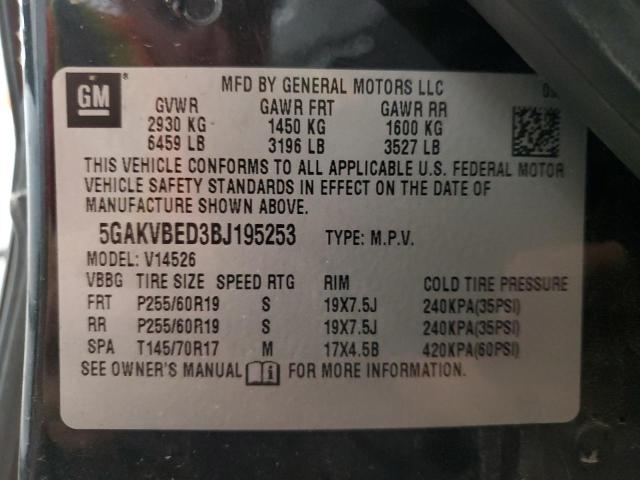 GM
MFD BY GENERAL MOTORS LLC
GVWR GAWR FRT GAWR RR
2930 KG 1450 KG 1600 KG
6459 LB 3196 LB 3527 LB
THIS VEHICLE CONFORMS TO ALL APPLICABLE U.S. FEDERAL MOTOR
VEHICLE SAFETY STANDARDS IN EFFECT ON THE DATE OF
MANUFACTURE SHOWN ABOVE.
5GAKVBED3BJ195253 TYPE: M.P.V.
MODEL: V14526
VBBG TIRE SIZE SPEED RTG RIM COLD TIRE PRESSURE
FRT P255/60R19 S 19X7.5J 240KPA(35PSI)
RR P255/60R19 S 19X7.5J 240KPA(35PSI)
SPA T145/70R17 M 17X4.5B 420KPA(60PSI)
SEE OWNER'S MANUAL FOR MORE INFORMATION.